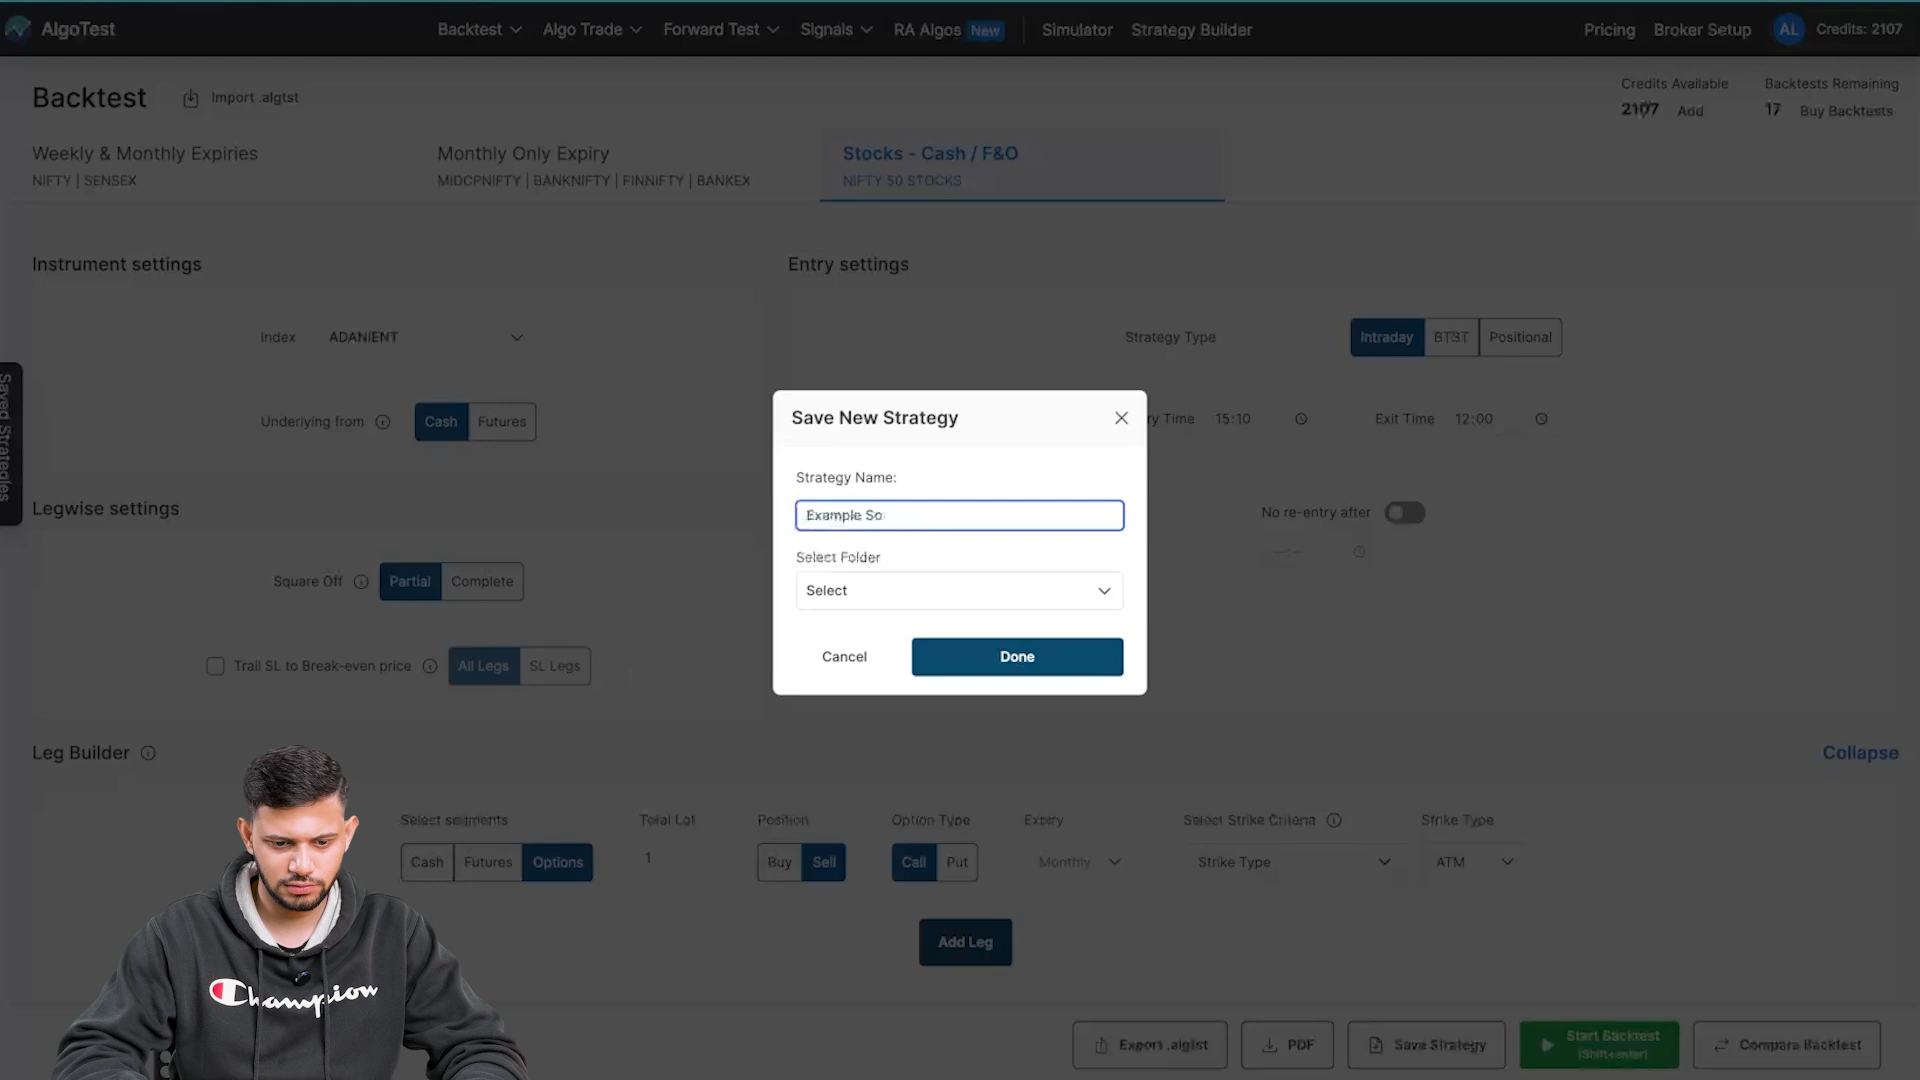 AlgoTest
Backtest
Algo Trade
Forward Test
Signals
RA Algos New
Simulator
Strategy Builder
Pricing
Broker Setup
AL
Credits: 2107
Backtest
Import .algtst
Credits Available
2107 Add
Backtests Remaining
17 Buy Backtests
Weekly & Monthly Expiries
NIFTY | SENSEX
Monthly Only Expiry
MIDCPNIFTY | BANKNIFTY | FINNIFTY | BANKEX
Stocks - Cash / F&O
NIFTY 50 STOCKS
Instrument settings
Index ADANIENT
Underlying from Cash Futures
Entry settings
Strategy Type Intraday BTST Positional
ry Time 15:10
Exit Time 12:00
No re-entry after
Saved Strategies
Legwise settings
Square Off Partial Complete
Trail SL to Break-even price All Legs SL Legs
Save New Strategy
Strategy Name:
Example So
Select Folder
Select
Cancel
Done
Leg Builder
Collapse
Select segments
Cash Futures Options
Total Lot
1
Position
Buy Sell
Option Type
Call Put
Expiry
Monthly
Select Strike Criteria
Strike Type
Strike Type
ATM
Add Leg
Export .algtst
PDF
Save Strategy
Start Backtest
(Shift+enter)
Compare Backtest
Champion